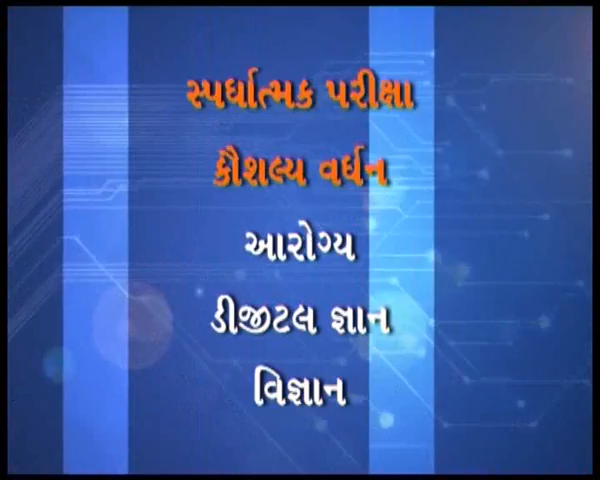 સ્પર્ધાત્મક પરીક્ષા
કૌશલ્ય વર્ધન
આરોગ્ય
ડીજીટલ જ્ઞાન
વિજ્ઞાન